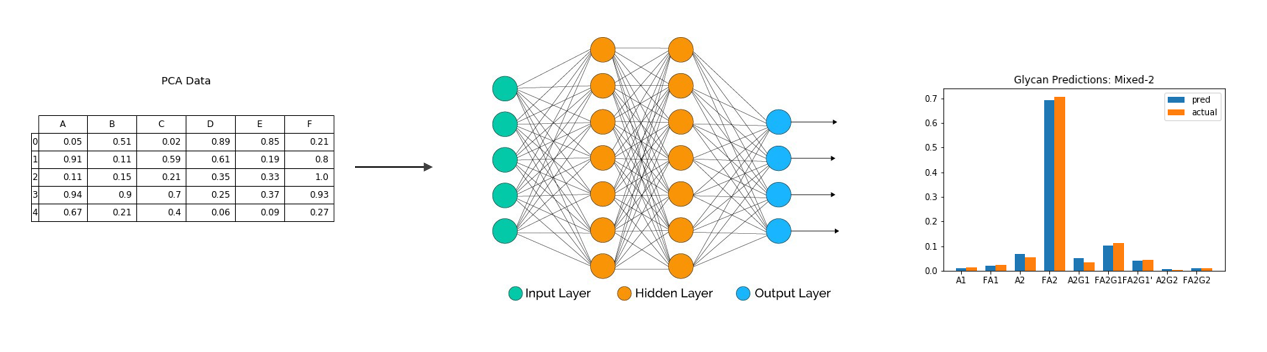 PCA Data
A B C D E F
0 0.05 0.51 0.02 0.89 0.85 0.21
1 0.91 0.11 0.59 0.61 0.19 0.8
2 0.11 0.15 0.21 0.35 0.33 1.0
3 0.94 0.9 0.7 0.25 0.37 0.93
4 0.67 0.21 0.4 0.06 0.09 0.27
Input Layer Hidden Layer Output Layer
Glycan Predictions: Mixed-2
pred
actual
0.7
0.6
0.5
0.4
0.3
0.2
0.1
0.0
A1 FA1 A2 FA2 A2G1 FA2G1 FA2G1' A2G2 FA2G2